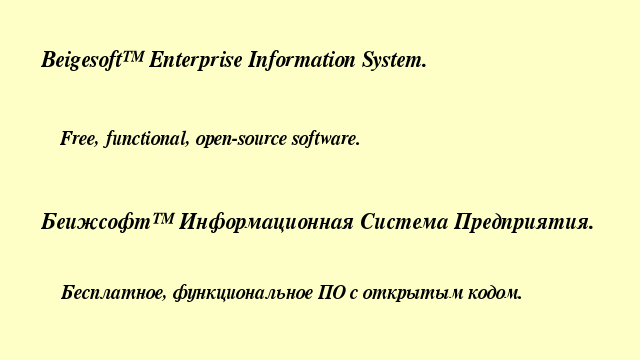 Beigesoft™ Enterprise Information System.
Free, functional, open-source software.
Беижсофт™ Информационная Система Предприятия.
Бесплатное, функциональное ПО с открытым кодом.